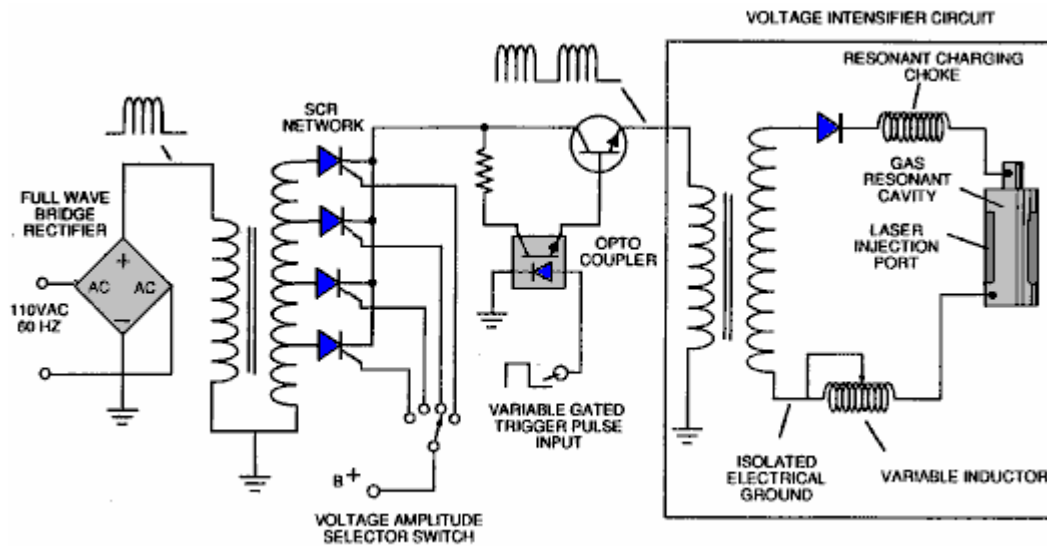 VOLTAGE INTENSIFIER CIRCUIT
RESONANT CHARGING
CHOKE
SCR
NETWORK
GAS
RESONANT
CAVITY
FULL WAVE
BRIDGE
RECTIFIER
OPTO
COUPLER
LASER
INJECTION
PORT
+
AC AC
−
110VAC
60 HZ
VARIABLE GATED
TRIGGER PULSE
INPUT
B+
ISOLATED
ELECTRICAL
GROUND
VARIABLE INDUCTOR
VOLTAGE AMPLITUDE
SELECTOR SWITCH